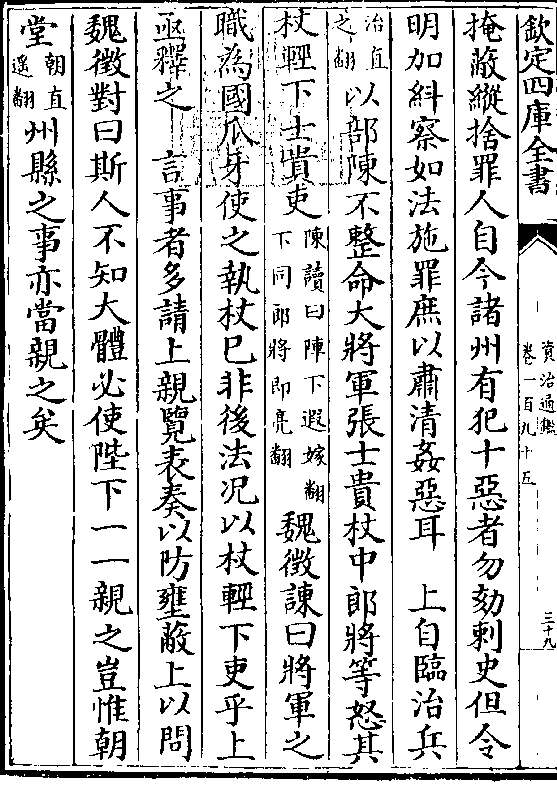 欽定四庫全書
資治通鑑
卷一百九十五
三十九
掩蔽縱捨罪人自今諸州有犯十惡者勿劾刺史但令
明加糾察如法施罪庶以肅清姦惡耳　上自臨治兵
治直之翻以部陳不整命大將軍張士貴杖中郎將等怒其
杖輕下士貴吏陳讀曰陣下遐嫁翻下同郎將即亮翻魏徵諫曰將軍之
職為國爪牙使之執杖已非後法况以杖輕下吏乎上
亟釋之　言事者多請上親覽表奏以防壅蔽上以問
魏徵對曰斯人不知大體必使陛下一一親之豈惟朝
堂朝直遥翻州縣之事亦當親之矣